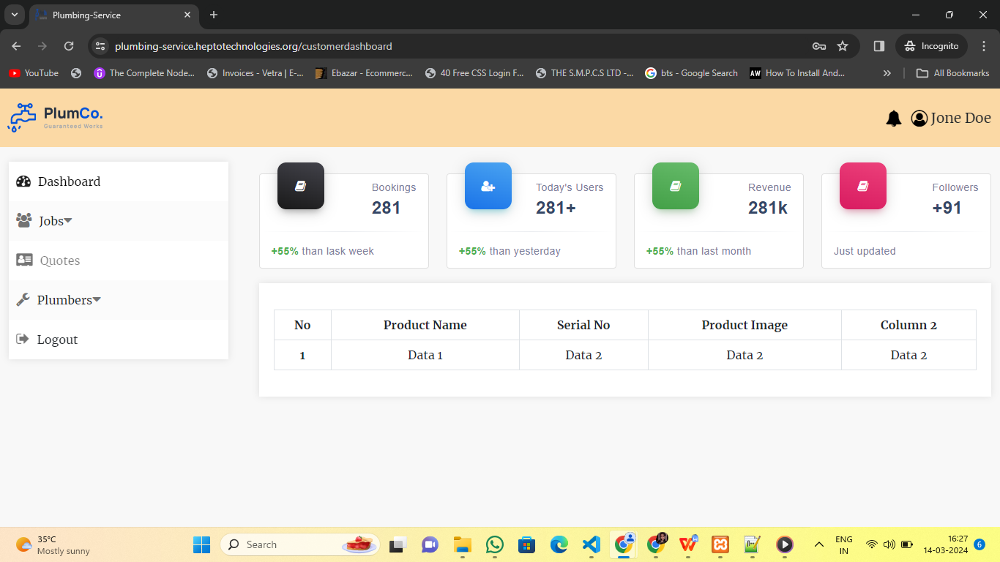 Plumbing-Service
plumbing-service.heptotechnologies.org/customerdashboard
Incognito
YouTube
The Complete Node...
Invoices - Vetra | E-...
Ebazar - Ecommerc...
40 Free CSS Login F...
THE S.M.P.C.S LTD -...
bts - Google Search
AW
How To Install And...
All Bookmarks
PlumCo.
Guaranteed Works
Jone Doe
Dashboard
Jobs
Quotes
Plumbers
Logout
Bookings
281
+55% than lask week
Today's Users
281+
+55% than yesterday
Revenue
281k
+55% than last month
Followers
+91
Just updated
No Product Name Serial No Product Image Column 2
1 Data 1 Data 2 Data 2 Data 2
35°C
Mostly sunny
Search
ENG
IN
16:27
14-03-2024
6